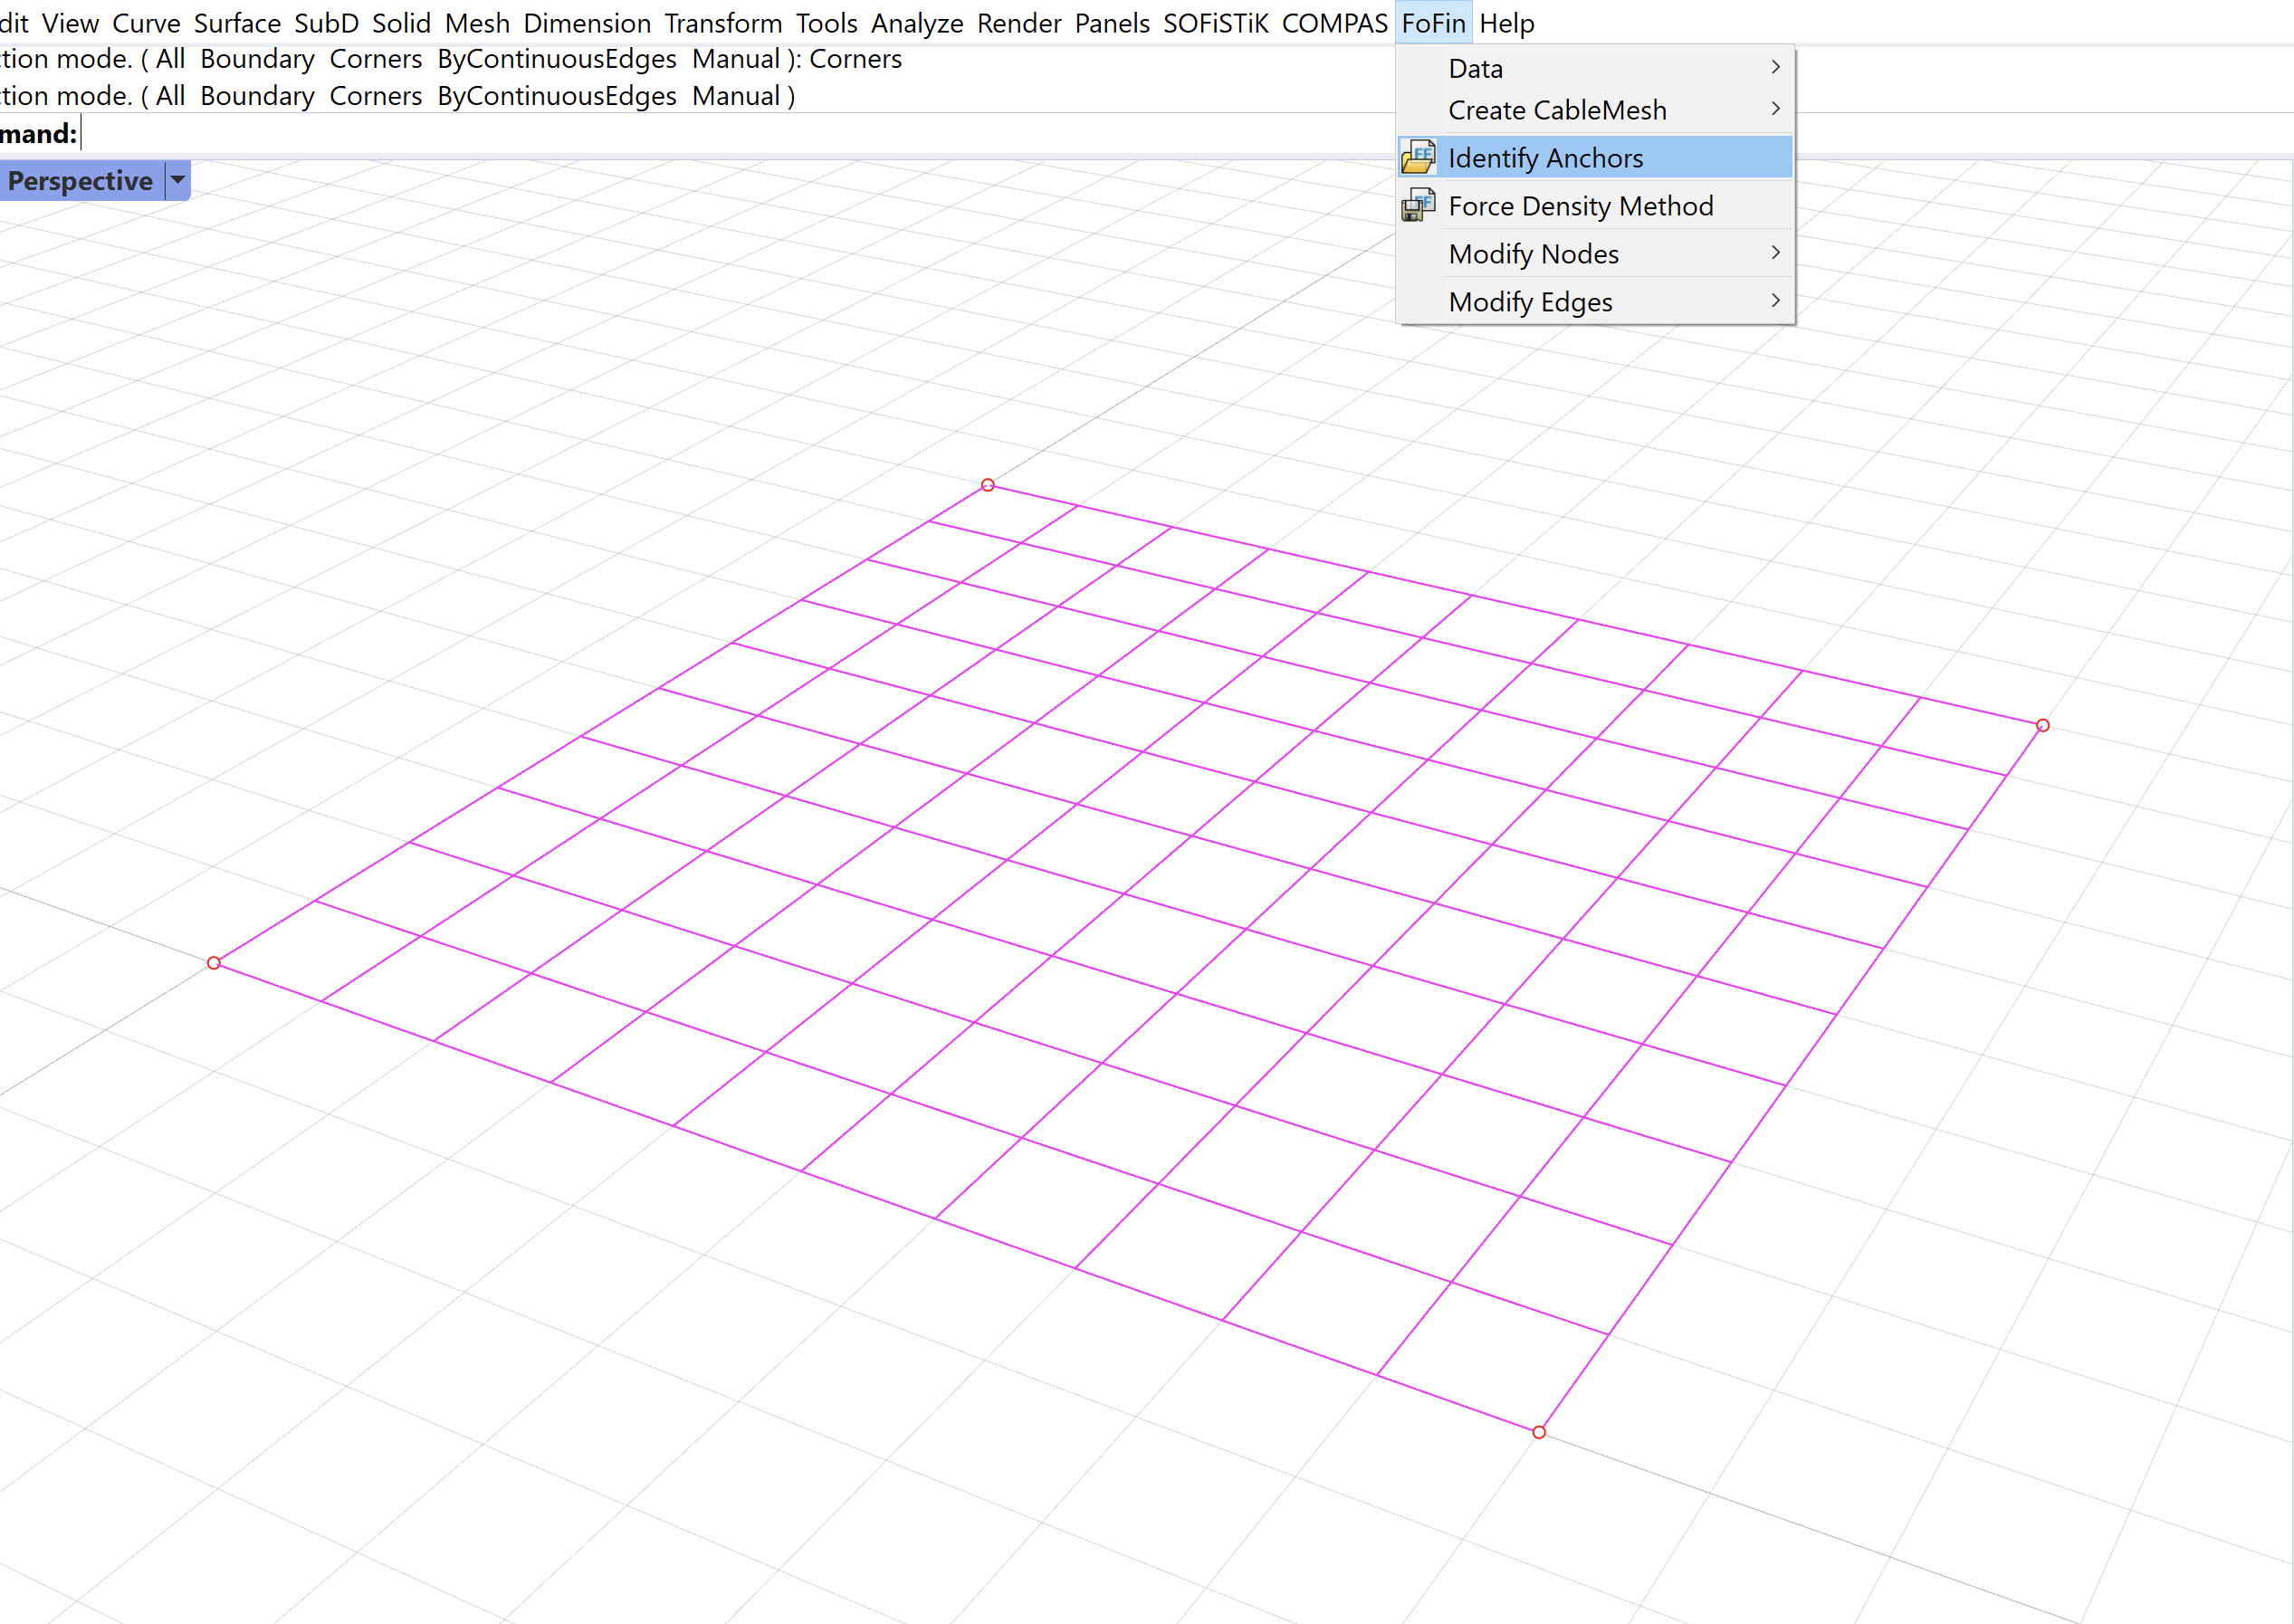 dit View Curve Surface SubD Solid Mesh Dimension Transform Tools Analyze Render Panels SOFiSTiK COMPAS FoFin Help
tion mode. ( All Boundary Corners ByContinuousEdges Manual ): Corners
tion mode. ( All Boundary Corners ByContinuousEdges Manual )
mand:
Perspective
Data
Create CableMesh
Identify Anchors
Force Density Method
Modify Nodes
Modify Edges